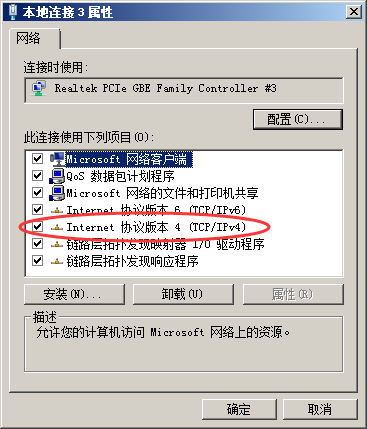 本地连接 3 属性
网络
连接时使用:
Realtek PCIe GBE Family Controller #3
配置(C)...
此连接使用下列项目(O):
Microsoft 网络客户端
QoS 数据包计划程序
Microsoft 网络的文件和打印机共享
Internet 协议版本 6 (TCP/IPv6)
Internet 协议版本 4 (TCP/IPv4)
链路层拓扑发现映射器 I/O 驱动程序
链路层拓扑发现响应程序
安装(N)...
卸载(U)
属性(R)
描述
允许您的计算机访问 Microsoft 网络上的资源。
确定
取消